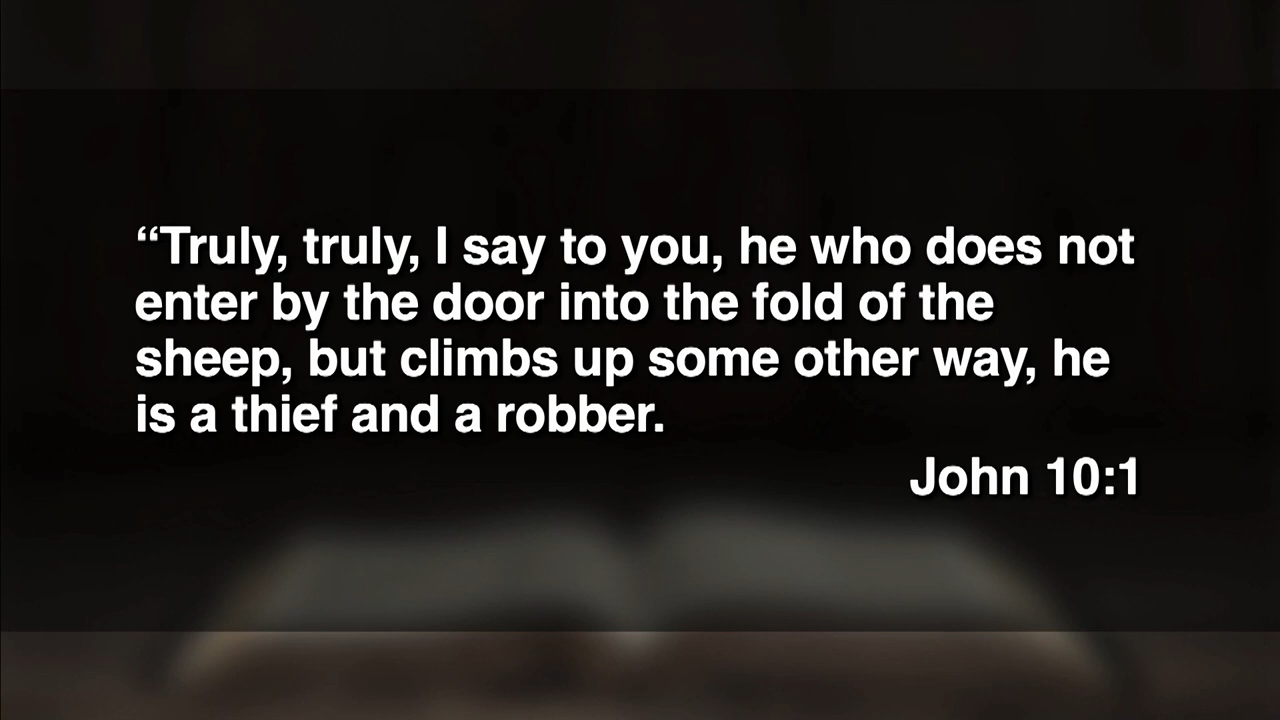 “Truly, truly, I say to you, he who does not
enter by the door into the fold of the
sheep, but climbs up some other way, he
is a thief and a robber.
John 10:1